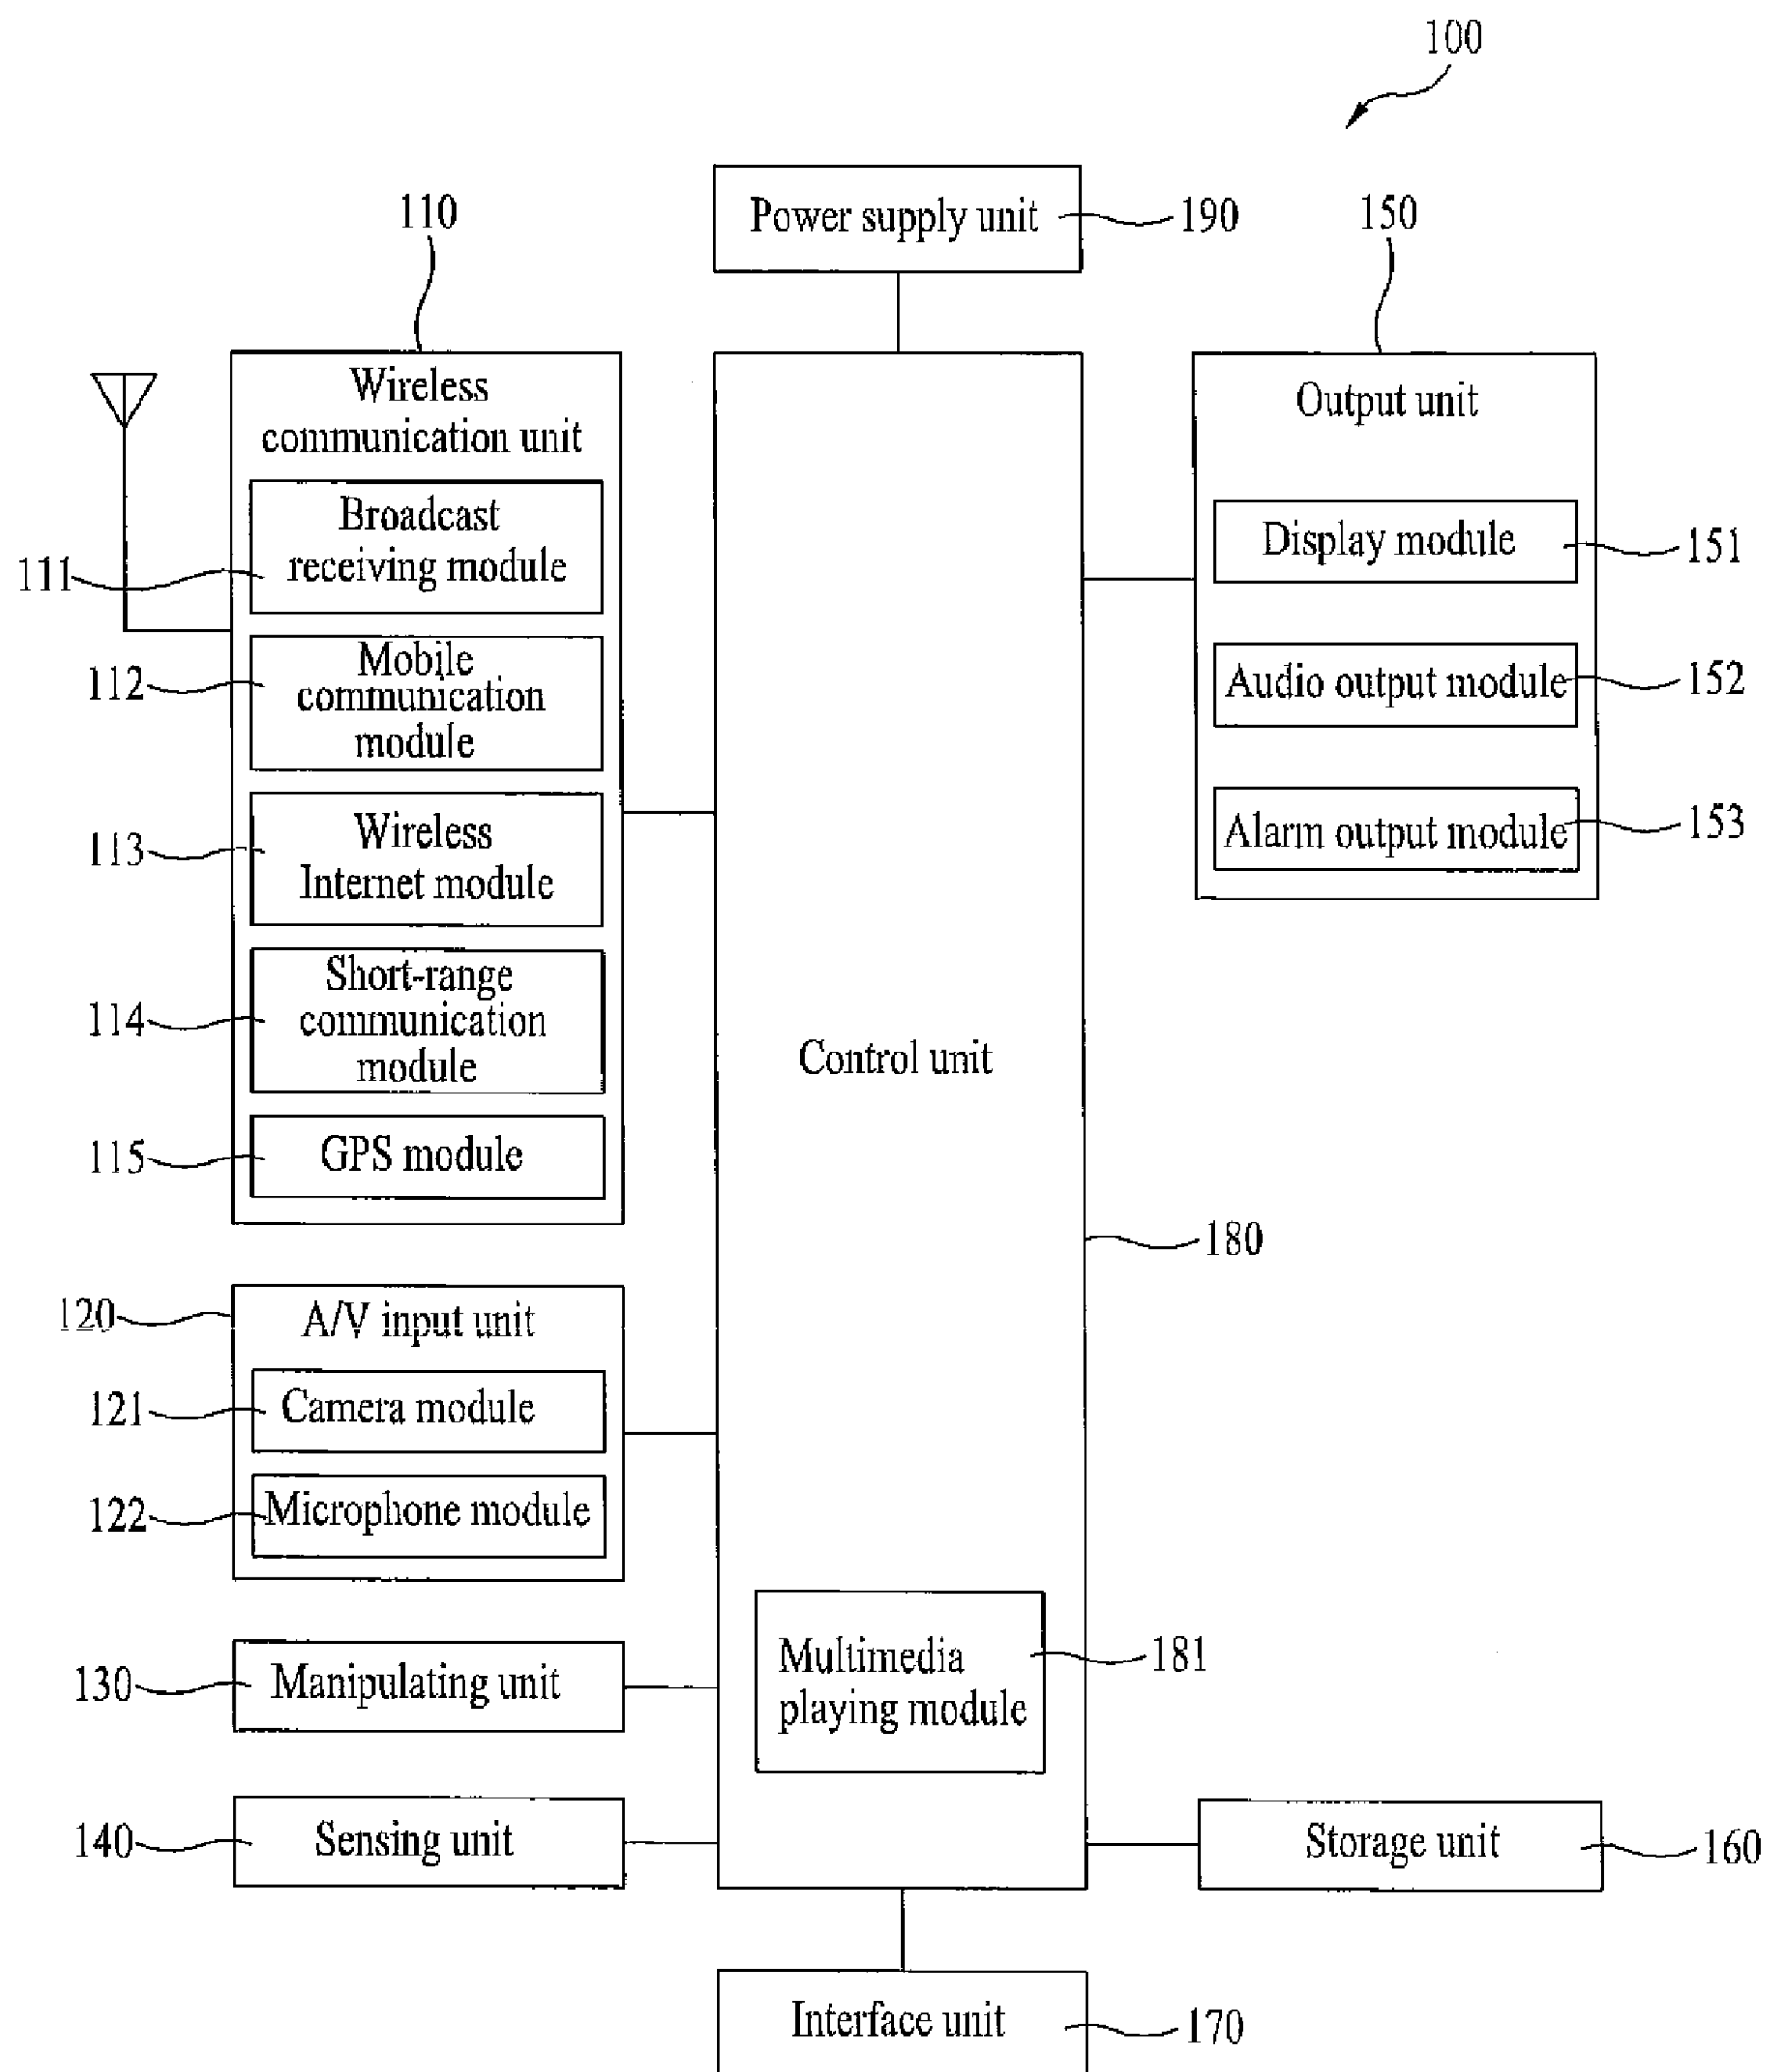 100
Power supply unit
190
110
150
Wireless
communication unit
Broadcast
receiving module
111
Mobile
communication
module
112
Wireless
Internet module
113
Short-range
communication
module
114
GPS module
115
Output unit
Display module
151
Audio output module
152
Alarm output module
153
Control unit
180
120
A/V input unit
Camera module
121
Microphone module
122
Manipulating unit
130
Multimedia
playing module
181
Sensing unit
140
Storage unit
160
Interface unit
170